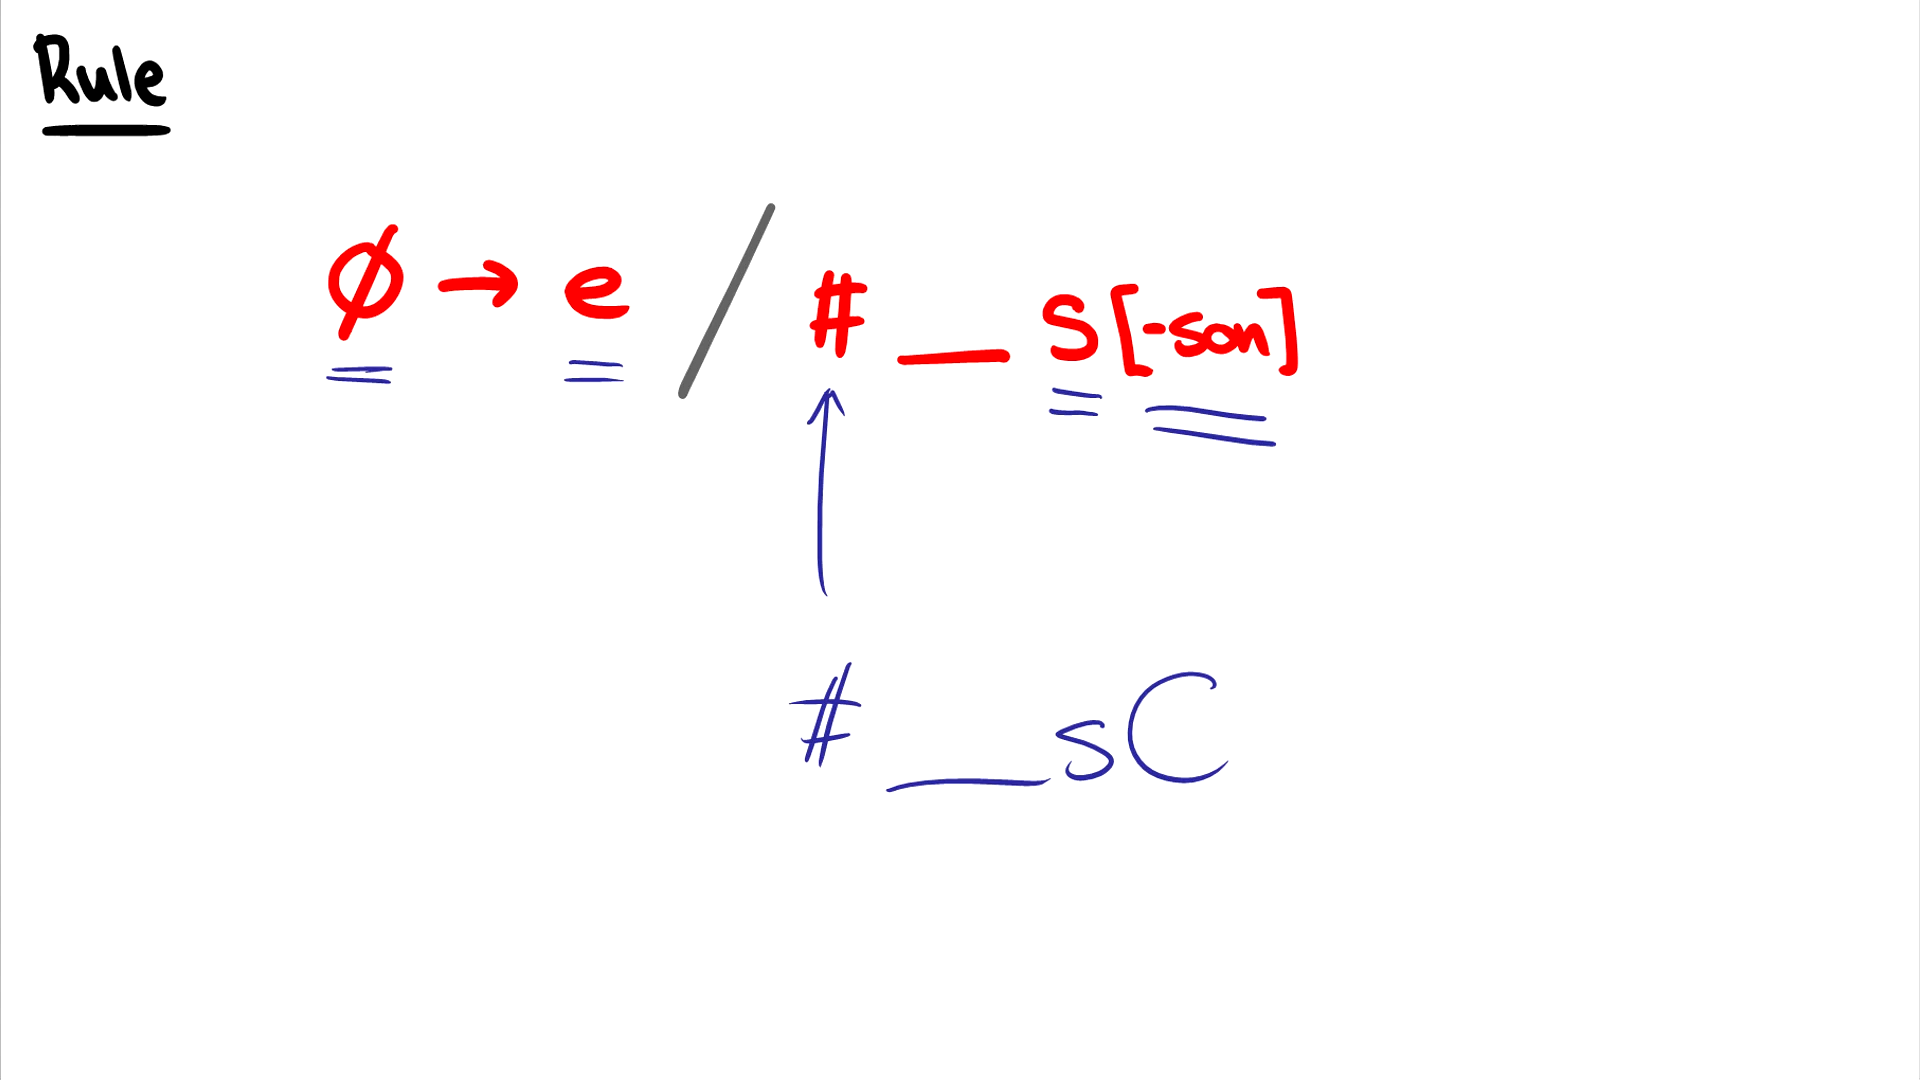 Rule
∅ → e / # __ s [-son]
# __ sC